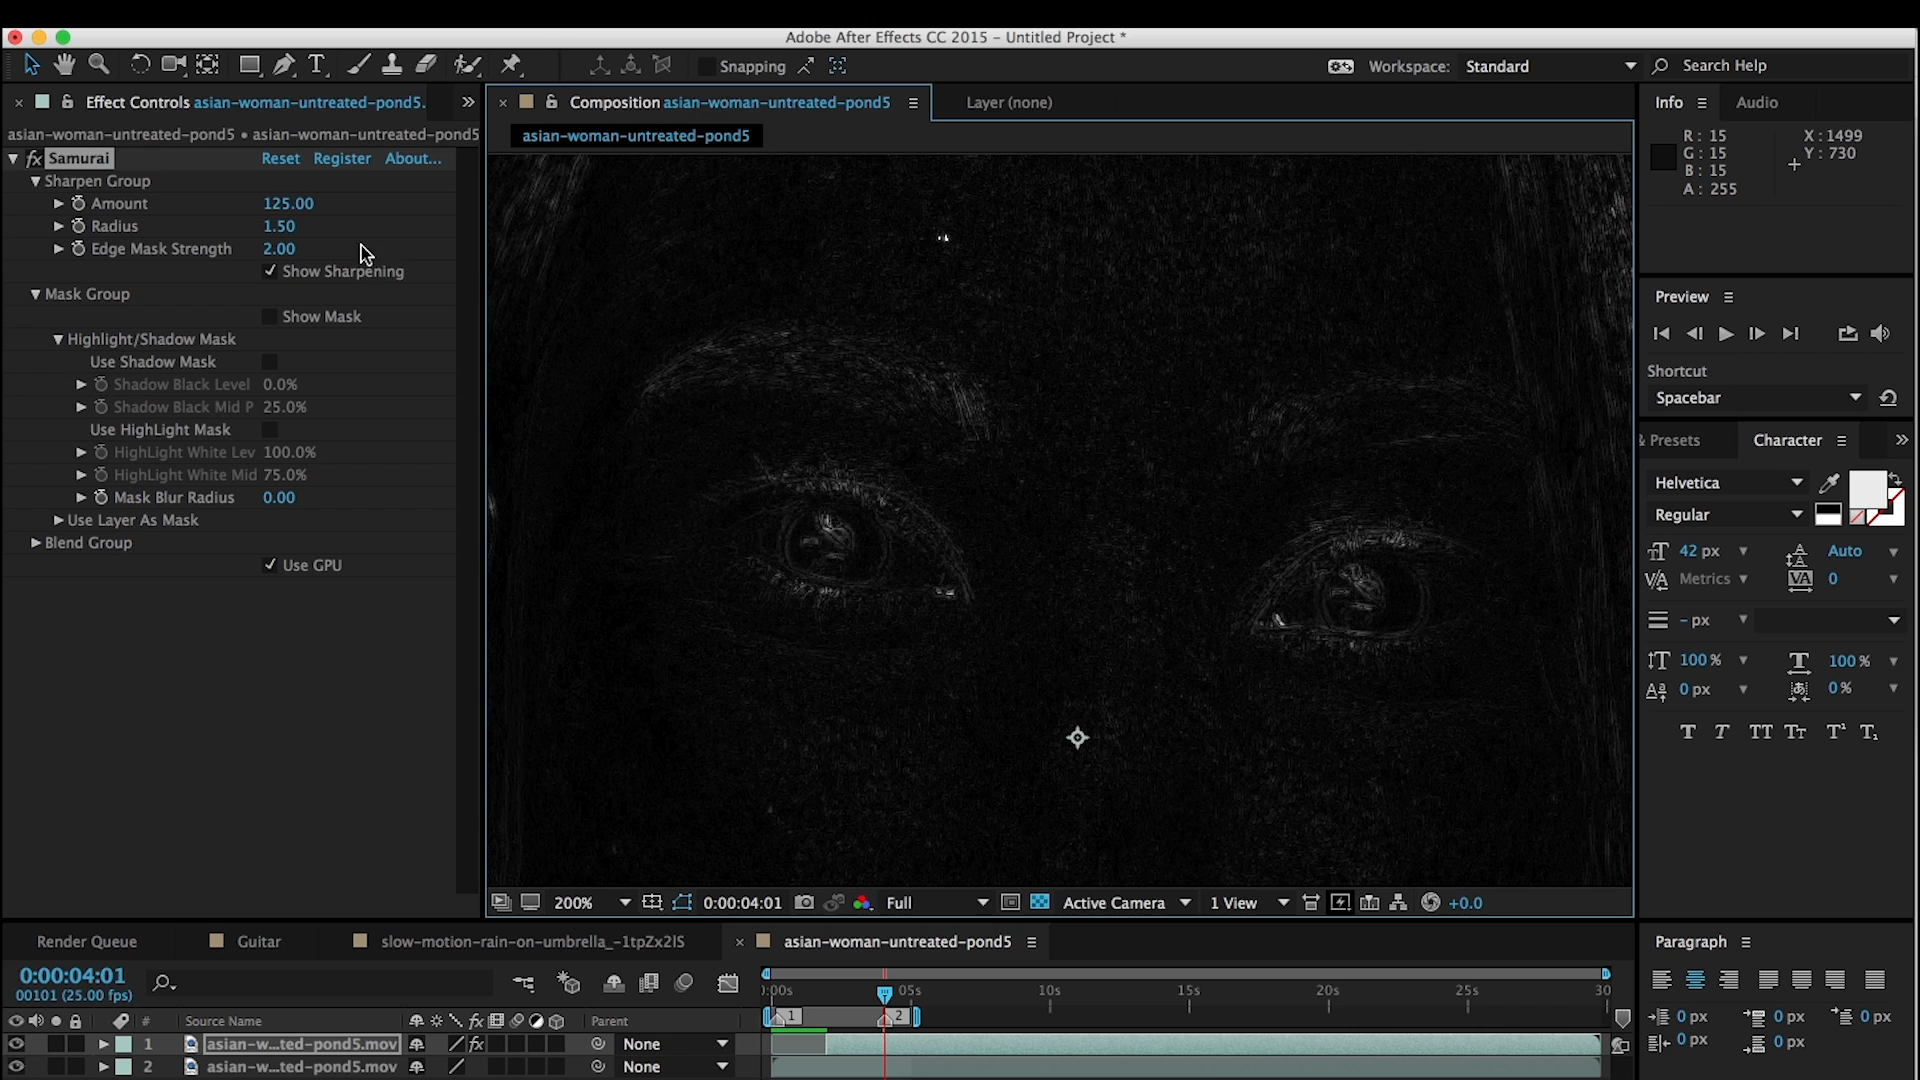 Adobe After Effects CC 2015 – Untitled Project *
Snapping
Workspace: Standard
Search Help
Effect Controls asian-woman-untreated-pond5.
asian-woman-untreated-pond5 • asian-woman-untreated-pond5
fx Samurai Reset Register About...
Sharpen Group
Amount 125.00
Radius 1.50
Edge Mask Strength 2.00
Show Sharpening
Mask Group
Show Mask
Highlight/Shadow Mask
Use Shadow Mask
Shadow Black Level 0.0%
Shadow Black Mid P 25.0%
Use HighLight Mask
HighLight White Lev 100.0%
HighLight White Mid 75.0%
Mask Blur Radius 0.00
Use Layer As Mask
Blend Group
Use GPU
Composition asian-woman-untreated-pond5
Layer (none)
asian-woman-untreated-pond5
200%
0:00:04:01
Full
Active Camera
1 View
+0.0
Info
Audio
R: 15
G: 15
B: 15
A: 255
X: 1499
Y: 730
Preview
Shortcut
Spacebar
& Presets
Character
Helvetica
Regular
42 px
Auto
Metrics
0
- px
100 %
100 %
0 px
0 %
T T TT Tт T¹ T₁
Render Queue
Guitar
slow-motion-rain-on-umbrella_-1tpZx2lS
asian-woman-untreated-pond5
0:00:04:01
00101 (25.00 fps)
# Source Name
fx
Parent
:00s 05s 10s 15s 20s 25s 30
1 2
1 asian-w...ted-pond5.mov fx None
2 asian-w...ted-pond5.mov None
Paragraph
0 px 0 px 0 px
0 px 0 px